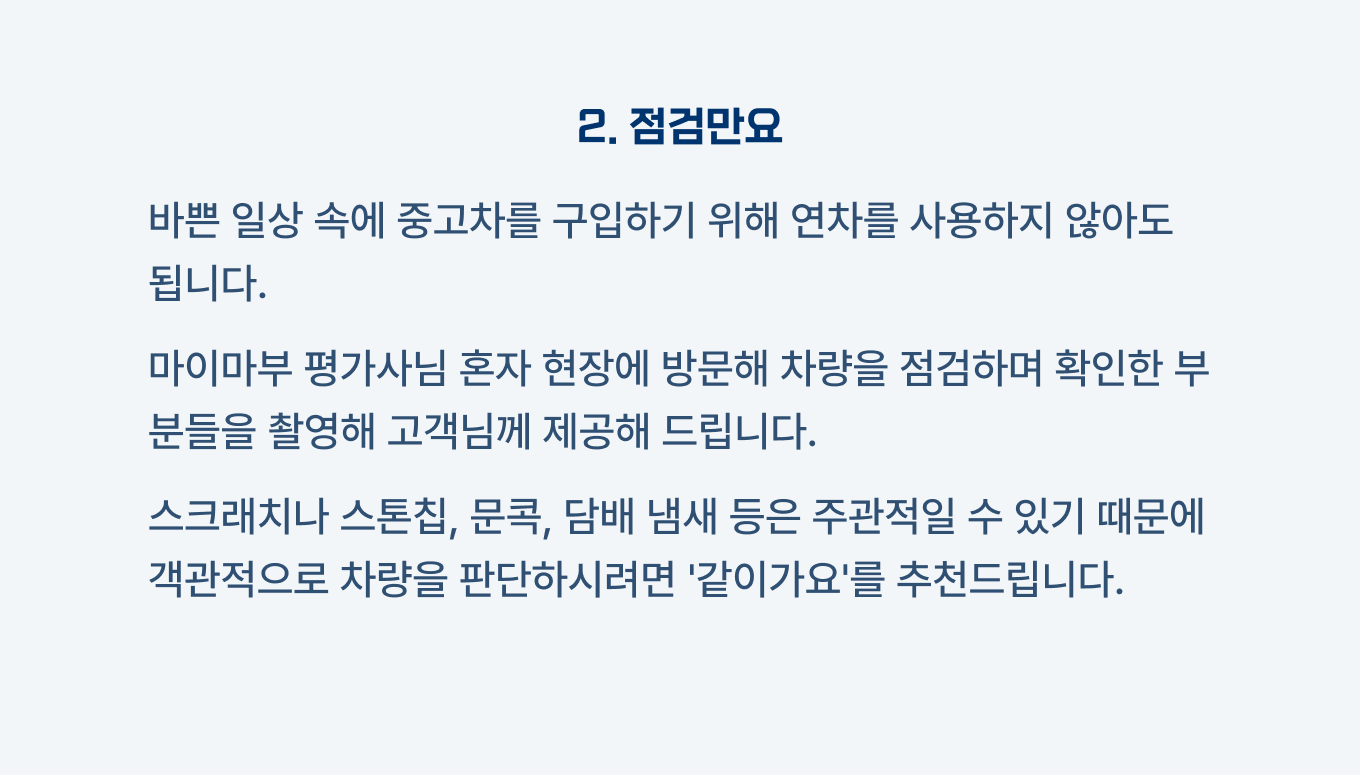 2. 점검만요
바쁜 일상 속에 중고차를 구입하기 위해 연차를 사용하지 않아도
됩니다.
마이마부 평가사님 혼자 현장에 방문해 차량을 점검하며 확인한 부
분들을 촬영해 고객님께 제공해 드립니다.
스크래치나 스톤칩, 문콕, 담배 냄새 등은 주관적일 수 있기 때문에
객관적으로 차량을 판단하시려면 '같이가요'를 추천드립니다.